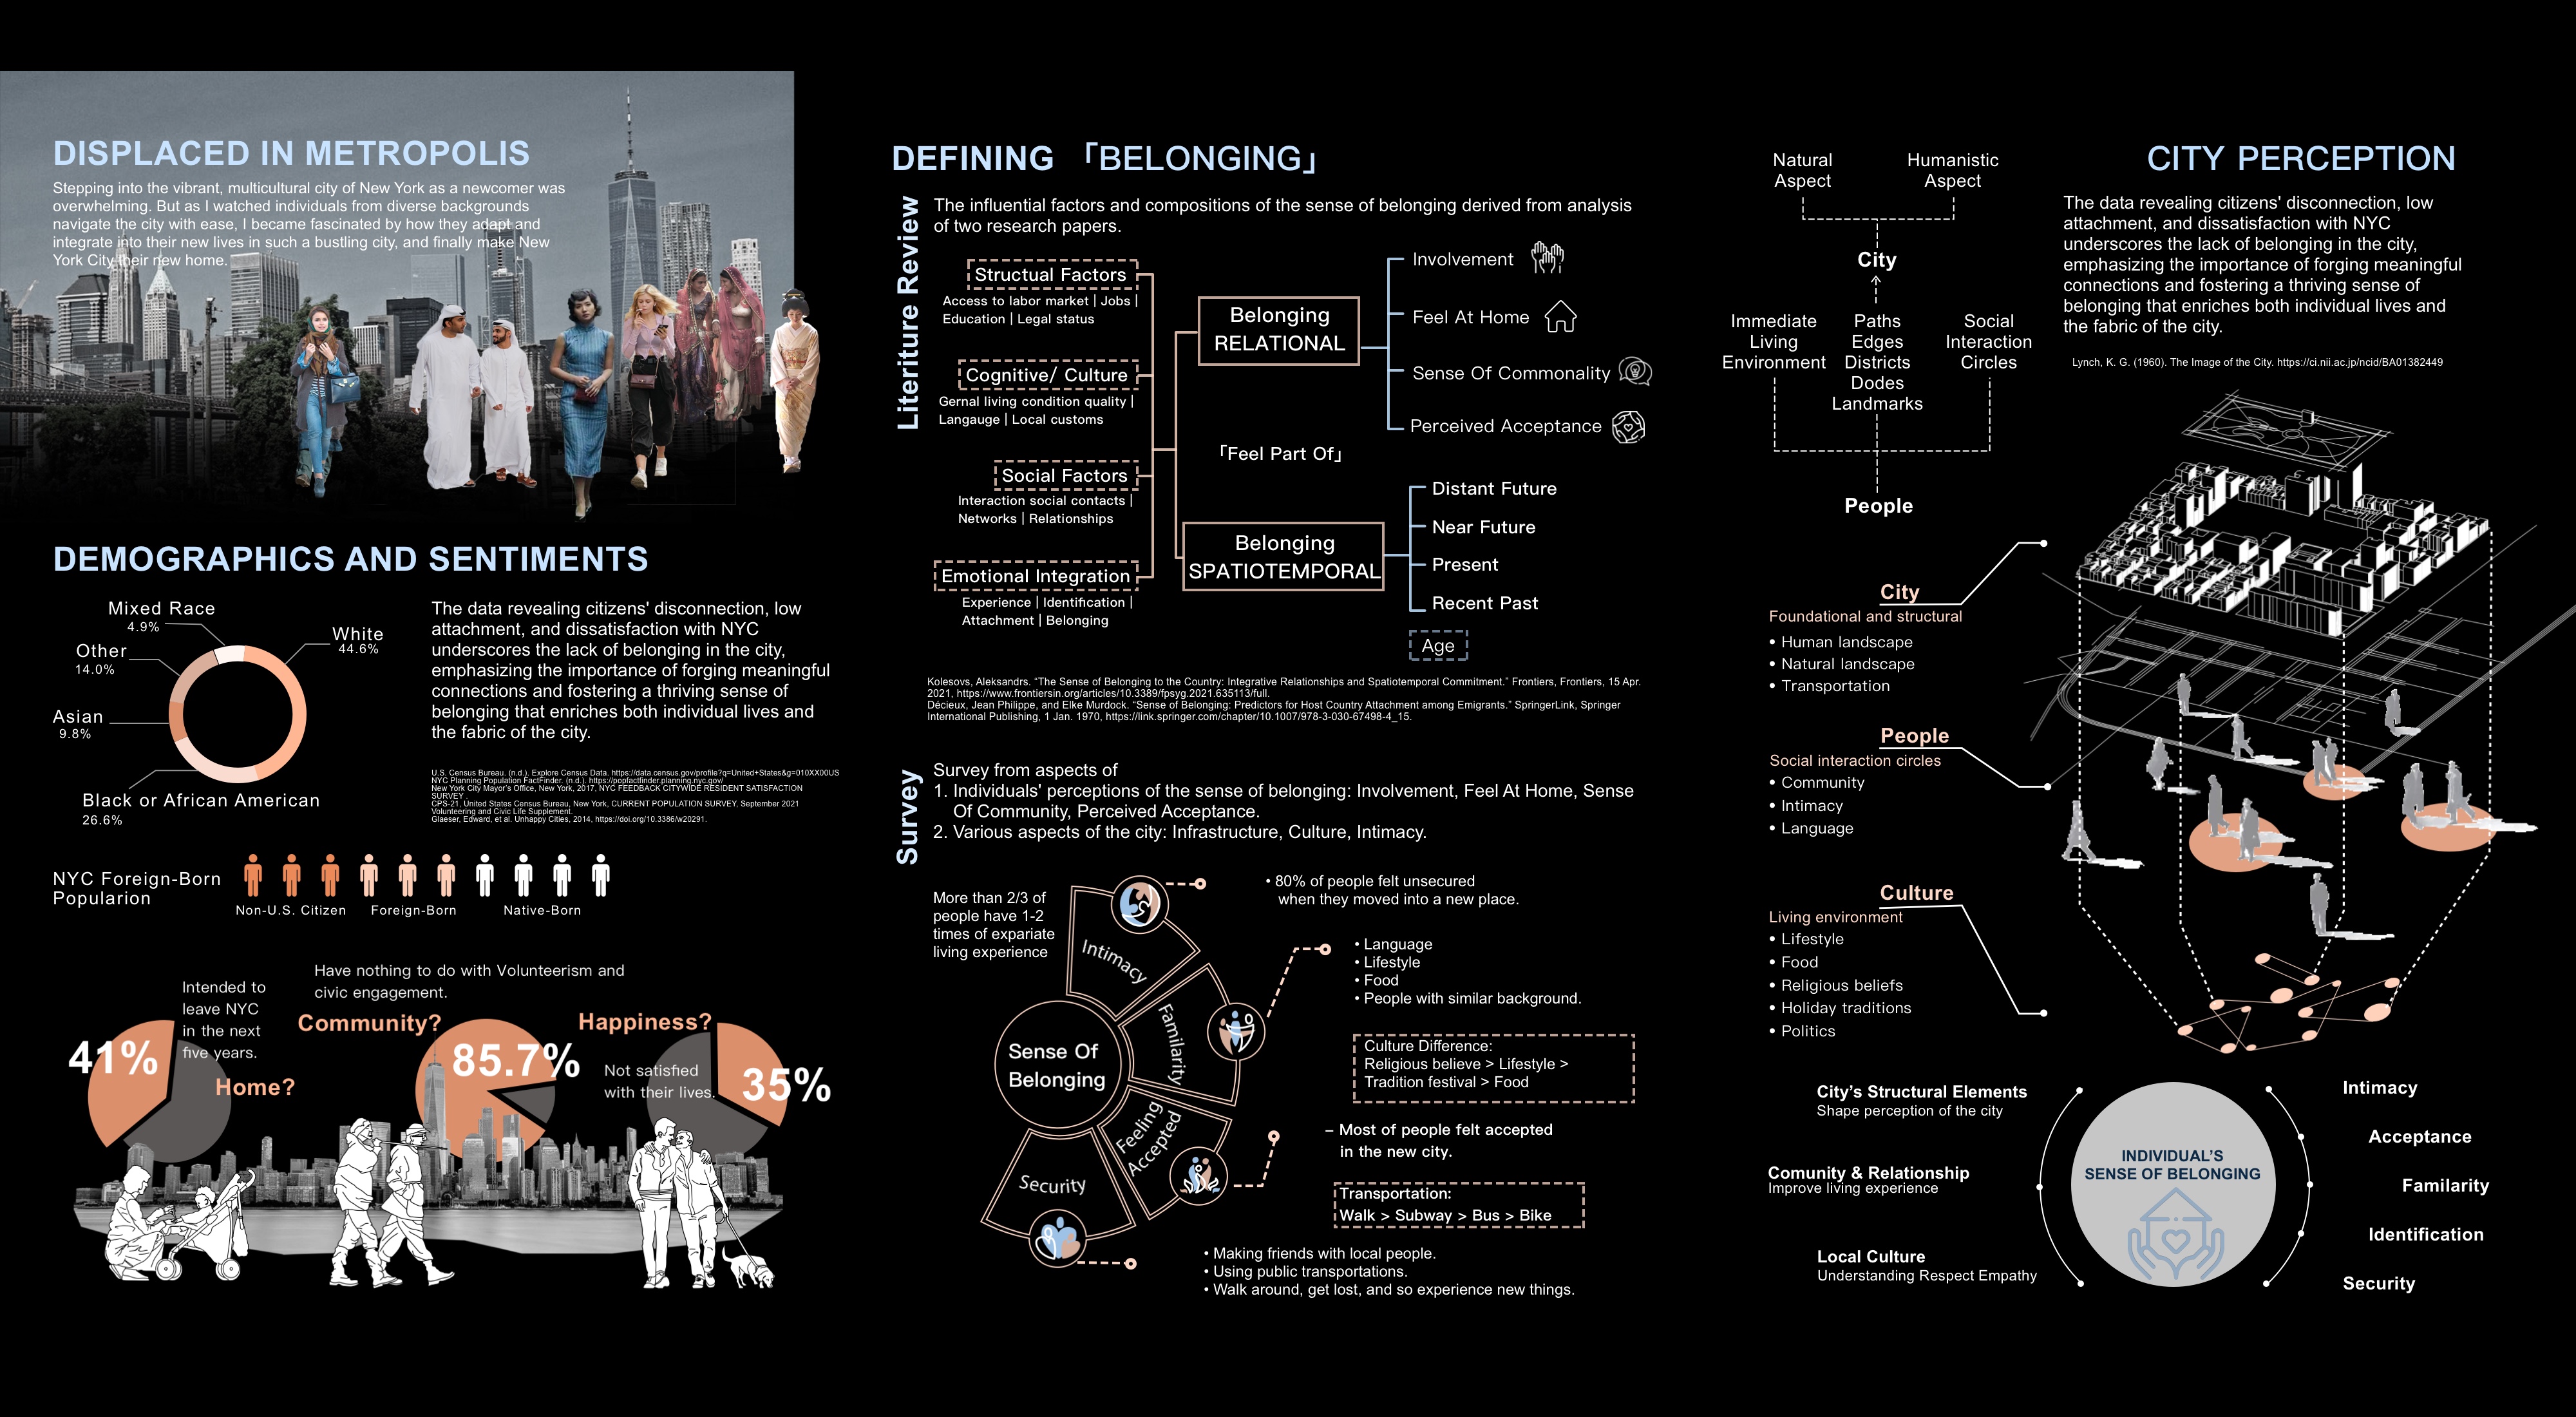 DISPLACED IN METROPOLIS
Stepping into the vibrant, multicultural city of New York as a newcomer was
overwhelming. But as I watched individuals from diverse backgrounds
navigate the city with ease, I became fascinated by how they adapt and
integrate into their new lives in such a bustling city, and finally make New
York City their new home.
DEMOGRAPHICS AND SENTIMENTS
Mixed Race
4.9%
White
44.6%
Other
14.0%
Asian
9.8%
Black or African American
26.6%
The data revealing citizens' disconnection, low
attachment, and dissatisfaction with NYC
underscores the lack of belonging in the city,
emphasizing the importance of forging meaningful
connections and fostering a thriving sense of
belonging that enriches both individual lives and
the fabric of the city.
U.S. Census Bureau. (n.d.). Explore Census Data. https://data.census.gov/profile?q=United+States&g=010XX00US
NYC Planning Population FactFinder. (n.d.). https://popfactfinder.planning.nyc.gov/
New York City Mayor's Office, New York, 2017, NYC FEEDBACK CITYWIDE RESIDENT SATISFACTION
SURVEY .
CPS-21, United States Census Bureau, New York, CURRENT POPULATION SURVEY, September 2021
Volunteering and Civic Life Supplement.
Glaeser, Edward, et al. Unhappy Cities, 2014, https://doi.org/10.3386/w20291.
NYC Foreign-Born
Popularion
Non-U.S. Citizen
Foreign-Born
Native-Born
41%
Intended to
leave NYC
in the next
five years.
Home?
Have nothing to do with Volunteerism and
civic engagement.
Community?
85.7%
Happiness?
Not satisfied
with their lives.
35%
DEFINING 「BELONGING」
Literiture Review
The influential factors and compositions of the sense of belonging derived from analysis
of two research papers.
Structual Factors
Access to labor market | Jobs |
Education | Legal status
Cognitive/ Culture
Gernal living condition quality |
Langauge | Local customs
Social Factors
Interaction social contacts |
Networks | Relationships
Emotional Integration
Experience | Identification |
Attachment | Belonging
Belonging
RELATIONAL
「Feel Part Of」
Belonging
SPATIOTEMPORAL
Involvement
Feel At Home
Sense Of Commonality
Perceived Acceptance
Distant Future
Near Future
Present
Recent Past
Age
Kolesovs, Aleksandrs. “The Sense of Belonging to the Country: Integrative Relationships and Spatiotemporal Commitment.” Frontiers, Frontiers, 15 Apr.
2021, https://www.frontiersin.org/articles/10.3389/fpsyg.2021.635113/full.
Décieux, Jean Philippe, and Elke Murdock. “Sense of Belonging: Predictors for Host Country Attachment among Emigrants.” SpringerLink, Springer
International Publishing, 1 Jan. 1970, https://link.springer.com/chapter/10.1007/978-3-030-67498-4_15.
Survey
Survey from aspects of
1. Individuals' perceptions of the sense of belonging: Involvement, Feel At Home, Sense
Of Community, Perceived Acceptance.
2. Various aspects of the city: Infrastructure, Culture, Intimacy.
More than 2/3 of
people have 1-2
times of expariate
living experience
Sense Of
Belonging
Intimacy
Familarity
Feeling
Accepted
Security
• 80% of people felt unsecured
when they moved into a new place.
• Language
• Lifestyle
• Food
• People with similar background.
Culture Difference:
Religious believe > Lifestyle >
Tradition festival > Food
– Most of people felt accepted
in the new city.
Transportation:
Walk > Subway > Bus > Bike
• Making friends with local people.
• Using public transportations.
• Walk around, get lost, and so experience new things.
CITY PERCEPTION
The data revealing citizens' disconnection, low
attachment, and dissatisfaction with NYC
underscores the lack of belonging in the city,
emphasizing the importance of forging meaningful
connections and fostering a thriving sense of
belonging that enriches both individual lives and
the fabric of the city.
Lynch, K. G. (1960). The Image of the City. https://ci.nii.ac.jp/ncid/BA01382449
Natural
Aspect
Humanistic
Aspect
City
Immediate
Living
Environment
Paths
Edges
Districts
Dodes
Landmarks
Social
Interaction
Circles
People
City
Foundational and structural
• Human landscape
• Natural landscape
• Transportation
People
Social interaction circles
• Community
• Intimacy
• Language
Culture
Living environment
• Lifestyle
• Food
• Religious beliefs
• Holiday traditions
• Politics
City's Structural Elements
Shape perception of the city
Comunity & Relationship
Improve living experience
Local Culture
Understanding Respect Empathy
INDIVIDUAL'S
SENSE OF BELONGING
Intimacy
Acceptance
Familarity
Identification
Security